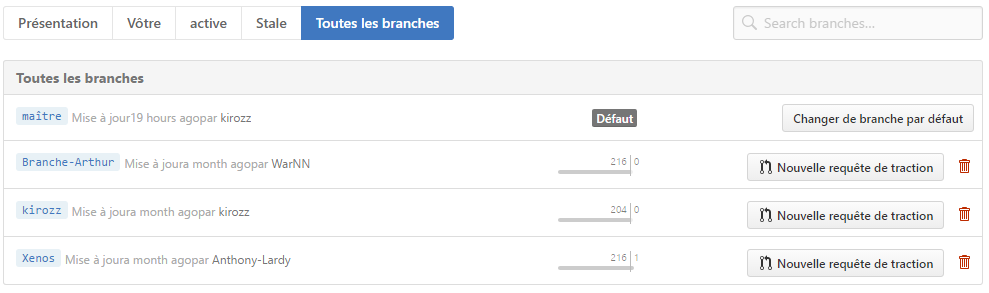 Présentation Vôtre active Stale Toutes les branches Search branches...
Toutes les branches
maître Mise à jour19 hours agopar kirozz Défaut Changer de branche par défaut
Branche-Arthur Mise à joura month agopar WarNN 216 0 Nouvelle requête de traction
kirozz Mise à joura month agopar kirozz 204 0 Nouvelle requête de traction
Xenos Mise à joura month agopar Anthony-Lardy 216 1 Nouvelle requête de traction